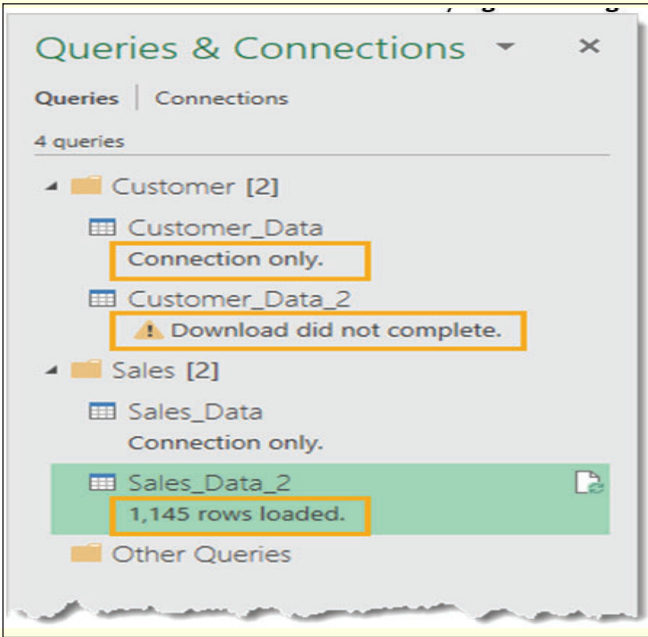 Queries & Connections
Queries | Connections
4 queries
Customer [2]
Customer_Data
Connection only.
Customer_Data_2
Download did not complete.
Sales [2]
Sales_Data
Connection only.
Sales_Data_2
1,145 rows loaded.
Other Queries